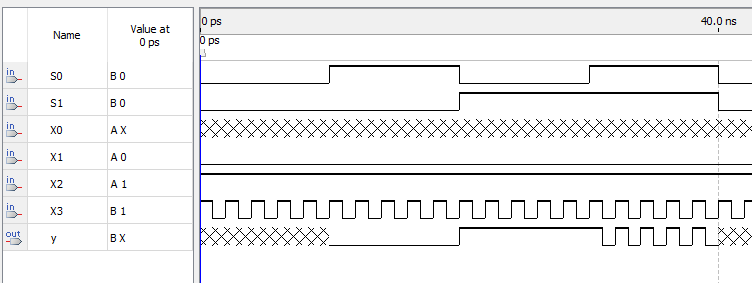 Name
Value at
0 ps
0 ps
40.0 ns
0 ps
in S0 B 0
in S1 B 0
in X0 A X
in X1 A 0
in X2 A 1
in X3 B 1
out y B X